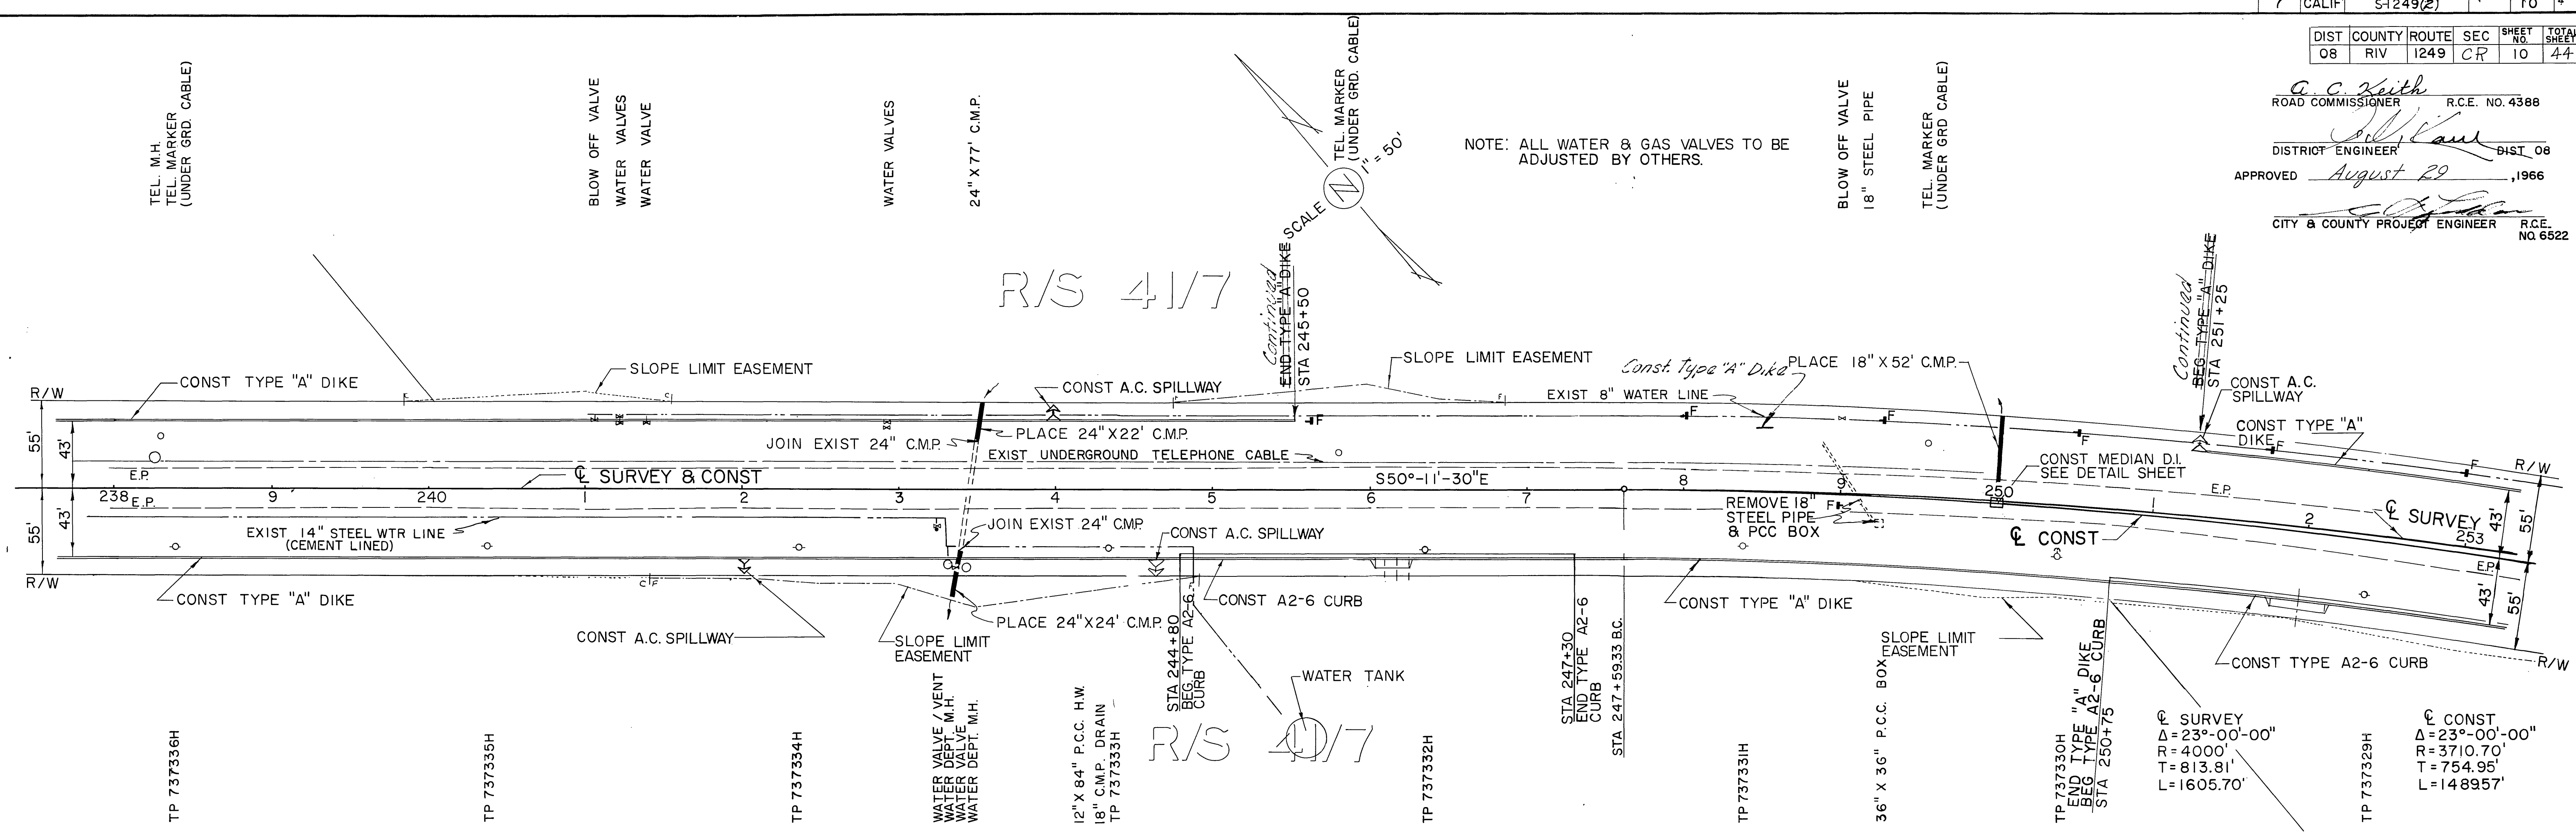 7 CALIF S-1249(2) 10
DIST COUNTY ROUTE SEC SHEET NO. TOTAL SHEET
08 RIV 1249 CR 10 44
A. C. Keith
ROAD COMMISSIONER R.C.E. NO. 4388
DISTRICT ENGINEER DIST 08
APPROVED August 29 ,1966
CITY & COUNTY PROJECT ENGINEER R.C.E.
NO. 6522
TEL. M.H.
TEL. MARKER
(UNDER GRD. CABLE)
BLOW OFF VALVE
WATER VALVES
WATER VALVE
WATER VALVES
24" X 77' C.M.P.
TEL. MARKER
(UNDER GRD. CABLE)
SCALE N 1" = 50'
NOTE: ALL WATER & GAS VALVES TO BE
ADJUSTED BY OTHERS.
BLOW OFF VALVE
18" STEEL PIPE
TEL. MARKER
(UNDER GRD CABLE)
R/S 41/7
Continued
END TYPE "A" DIKE
STA 245+50
Continued
BEG TYPE "A" DIKE
STA 251+25
R/W
CONST TYPE "A" DIKE
C
SLOPE LIMIT EASEMENT
C
CONST A.C. SPILLWAY
F
SLOPE LIMIT EASEMENT
F
Const. Type "A" Dike
PLACE 18" X 52' C.M.P.
EXIST 8" WATER LINE
CONST A.C.
SPILLWAY
CONST TYPE "A"
DIKE
R/W
F
F
F
F
F
F
55'
43'
JOIN EXIST 24" C.M.P.
PLACE 24" X 22' C.M.P.
EXIST UNDERGROUND TELEPHONE CABLE
CONST MEDIAN D.I.
SEE DETAIL SHEET
E.P.
℄ SURVEY & CONST
S50°-11'-30"E
E.P.
238 9 240 1 2 3 4 5 6 7 8 9 250 1 2 253
E.P.
55'
43'
EXIST 14" STEEL WTR LINE
(CEMENT LINED)
JOIN EXIST 24" C.M.P.
CONST A.C. SPILLWAY
REMOVE 18"
STEEL PIPE
& PCC BOX
F
℄ CONST
℄ SURVEY
43'
55'
E.P.
43'
55'
R/W
C F
F
CONST TYPE "A" DIKE
CONST A.C. SPILLWAY
SLOPE LIMIT
EASEMENT
PLACE 24" X 24' C.M.P.
CONST A2-6 CURB
CONST TYPE "A" DIKE
SLOPE LIMIT
EASEMENT
CONST TYPE A2-6 CURB
R/W
STA 244+80
BEG. TYPE A2-6
CURB
WATER TANK
R/S 41/7
STA 247+30
END TYPE A2-6
CURB
STA 247+59.33 B.C.
END TYPE "A" DIKE
BEG TYPE A2-6 CURB
STA 250+75
TP 737336H
TP 737335H
TP 737334H
WATER VALVE / VENT
WATER DEPT. M.H.
WATER VALVE
WATER DEPT. M.H.
12" X 84" P.C.C. H.W.
18" C.M.P. DRAIN
TP 737333H
TP 737332H
TP 737331H
36" X 36" P.C.C. BOX
TP 737330H
TP 737329H
℄ SURVEY
Δ=23°-00'-00"
R=4000'
T=813.81'
L=1605.70'
℄ CONST
Δ=23°-00'-00"
R=3710.70'
T=754.95'
L=1489.57'